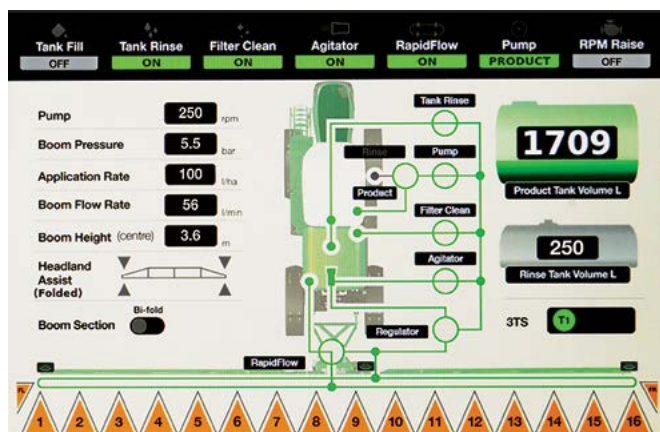 Tank Fill
OFF
Tank Rinse
ON
Filter Clean
ON
Agitator
ON
RapidFlow
ON
Pump
PRODUCT
RPM Raise
OFF
Pump 250 rpm
Boom Pressure 5.5 bar
Application Rate 100 l/ha
Boom Flow Rate 56 l/min
Boom Height (centre) 3.6 m
Headland
Assist
(Folded)
Bi-fold
Boom Section
Tank Rinse
Rinse
Pump
Product
Filter Clean
Agitator
Regulator
RapidFlow
1709
Product Tank Volume L
250
Rinse Tank Volume L
3TS T1
FL 1 2 3 4 5 6 7 8 9 10 11 12 13 14 15 16 FR